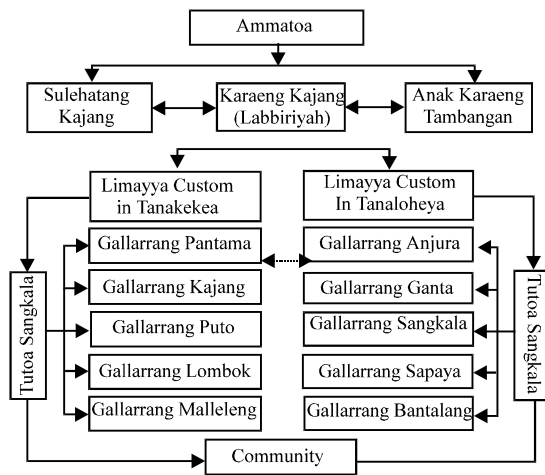 Ammatoa
Sulehatang
Kajang
Karaeng Kajang
(Labbiriyah)
Anak Karaeng
Tambangan
Limayya Custom
in Tanakekea
Limayya Custom
In Tanaloheya
Tutoa Sangkala
Gallarrang Pantama
Gallarrang Kajang
Gallarrang Puto
Gallarrang Lombok
Gallarrang Malleleng
Gallarrang Anjura
Gallarrang Ganta
Gallarrang Sangkala
Gallarrang Sapaya
Gallarrang Bantalang
Tutoa Sangkala
Community